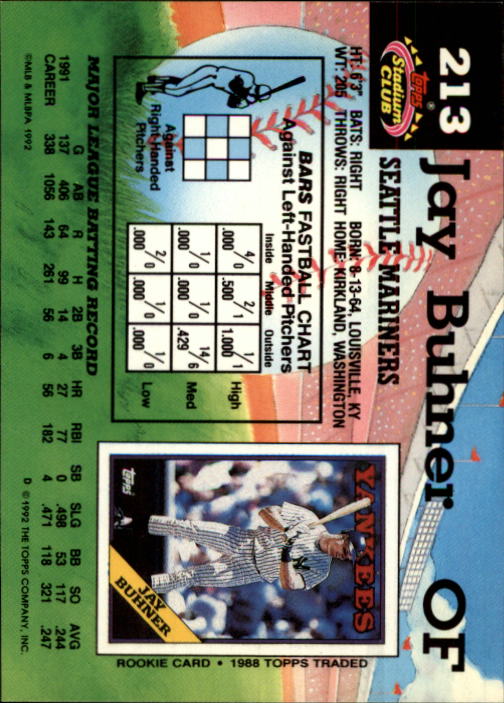 213 Jay Buhner OF
Topps®
Stadium
CLUB
SEATTLE MARINERS
HT: 6'3" BATS: RIGHT BORN: 8-13-64, LOUISVILLE, KY
WT: 205 THROWS: RIGHT HOME: KIRKLAND, WASHINGTON
BARS FASTBALL CHART
Against Left-Handed Pitchers
Inside Middle Outside
4/0 2/1 1/1
.000 .500 1.000 High
1/0 1/0 14/6
.000 .000 .429 Med
2/0 1/0 1/0
.000 .000 .000 Low
Against
Right-Handed
Pitchers
YANKEES
TOPPS
JAY
BUHNER
ROOKIE CARD • 1988 TOPPS TRADED
MAJOR LEAGUE BATTING RECORD
G AB R H 2B 3B HR RBI SB SLG BB SO AVG
1991 137 406 64 99 14 4 27 77 0 .498 53 117 .244
CAREER 338 1056 143 261 56 6 56 182 4 .471 118 321 .247
©MLB & MLBPA 1992
D © 1992 THE TOPPS COMPANY, INC.